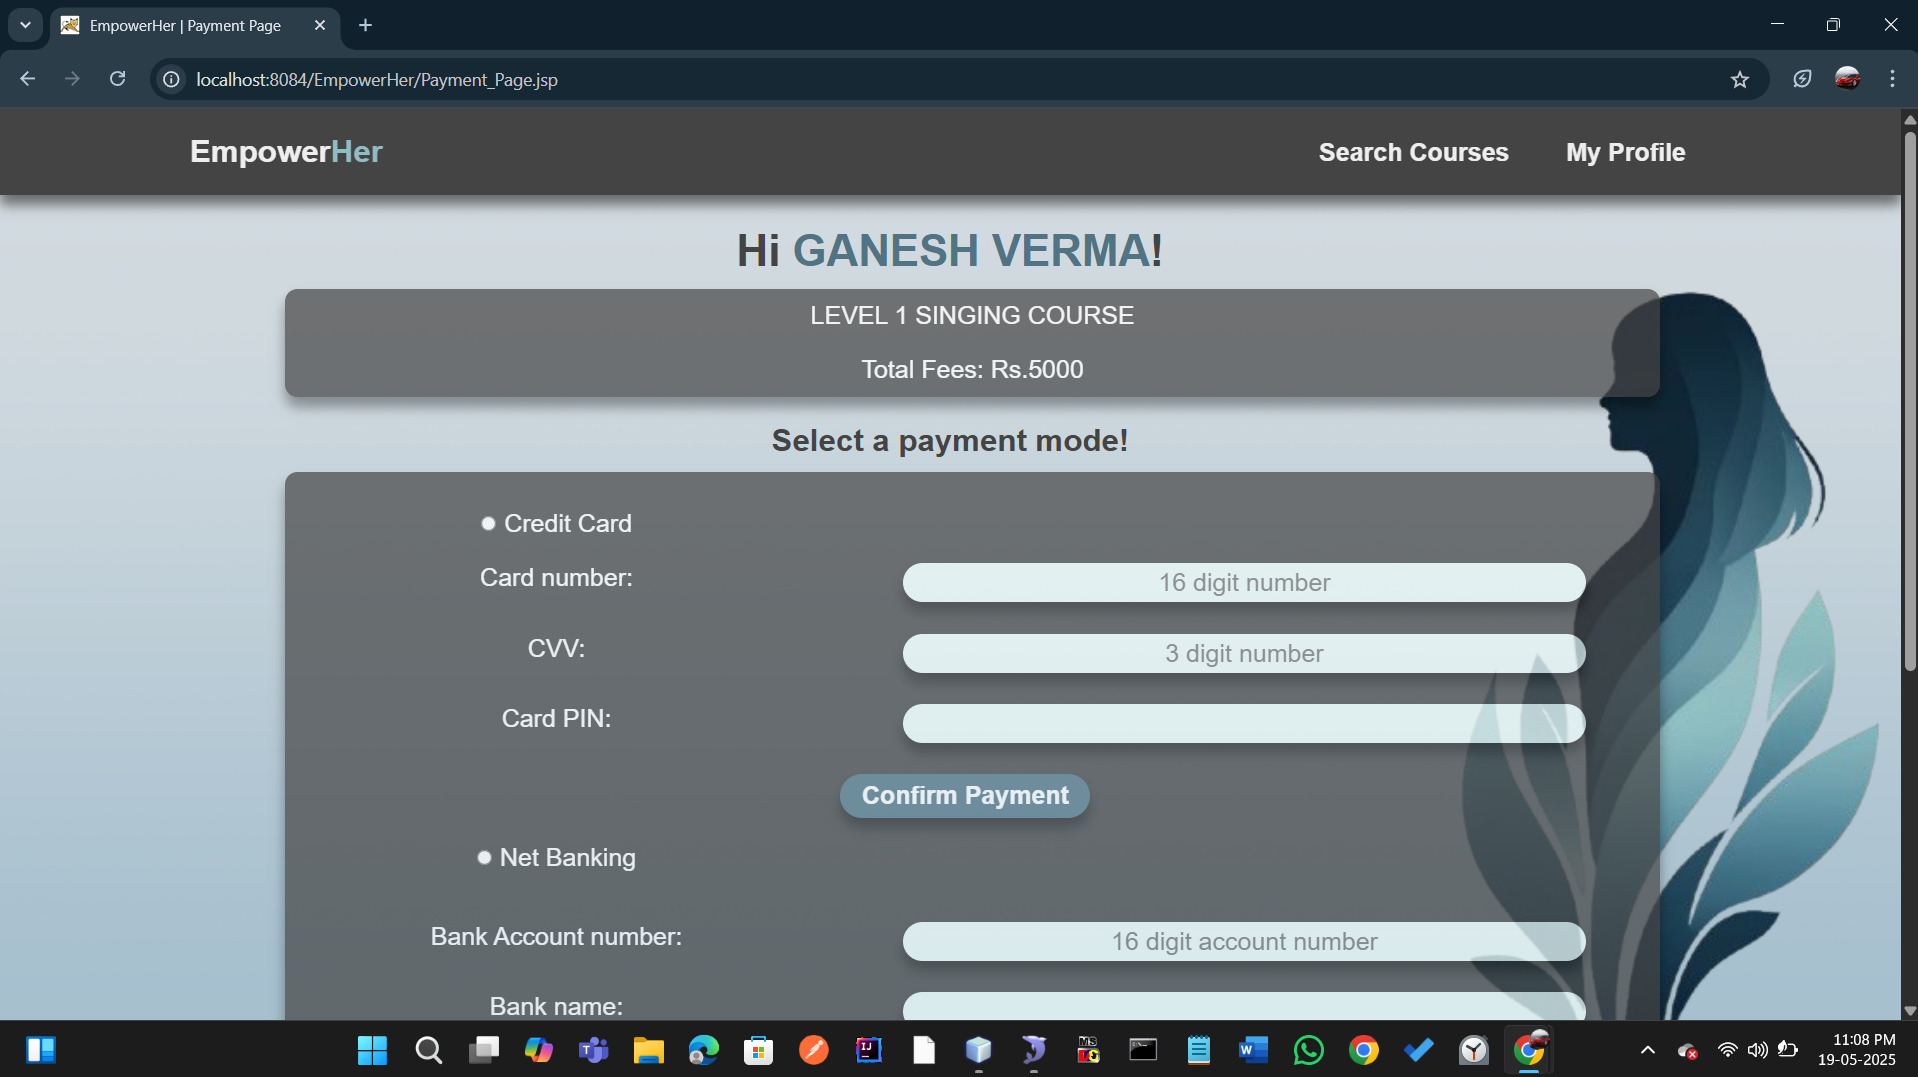 EmpowerHer | Payment Page
localhost:8084/EmpowerHer/Payment_Page.jsp
EmpowerHer
Search Courses
My Profile
Hi GANESH VERMA!
LEVEL 1 SINGING COURSE
Total Fees: Rs.5000
Select a payment mode!
Credit Card
Card number:
16 digit number
CVV:
3 digit number
Card PIN:
Confirm Payment
Net Banking
Bank Account number:
16 digit account number
Bank name:
11:08 PM
19-05-2025